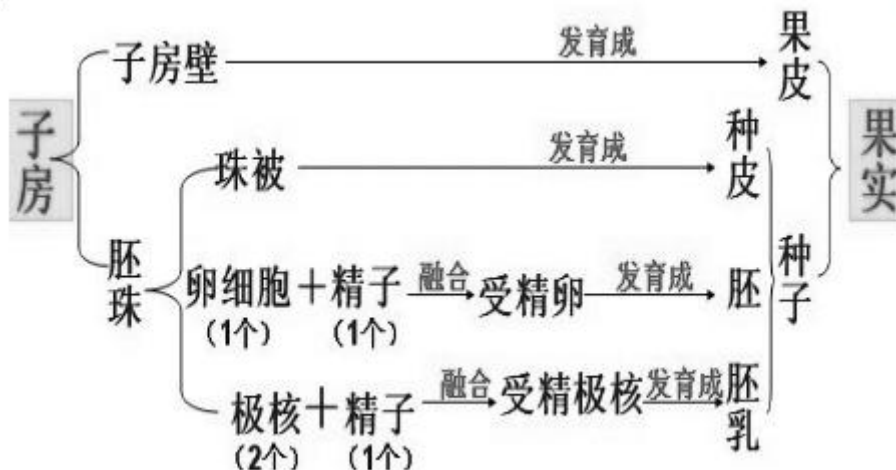 子房
子房壁
发育成
果皮
果实
胚珠
珠被
发育成
种皮
种子
卵细胞＋精子
（1个）
（1个）
融合
受精卵
发育成
胚
极核＋精子
（2个）
（1个）
融合
受精极核
发育成
胚乳